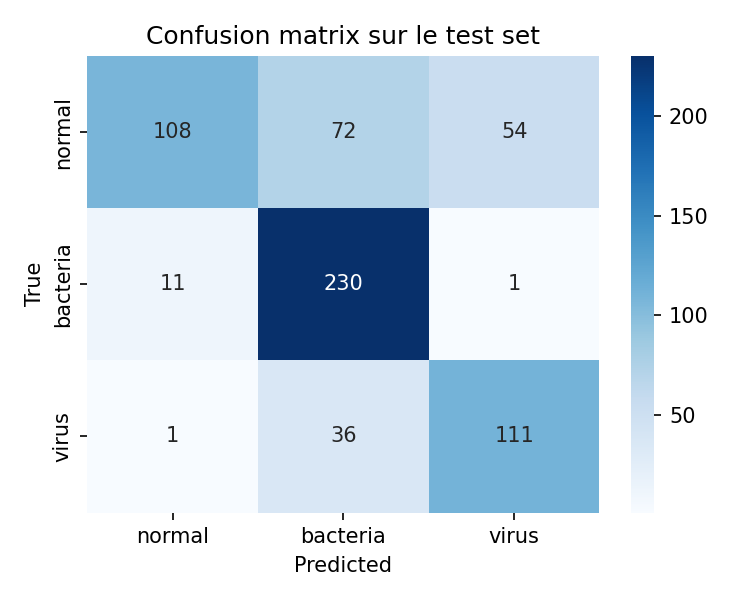 Confusion matrix sur le test set
normal 108 72 54
bacteria 11 230 1
virus 1 36 111
True
normal bacteria virus
Predicted
200
150
100
50